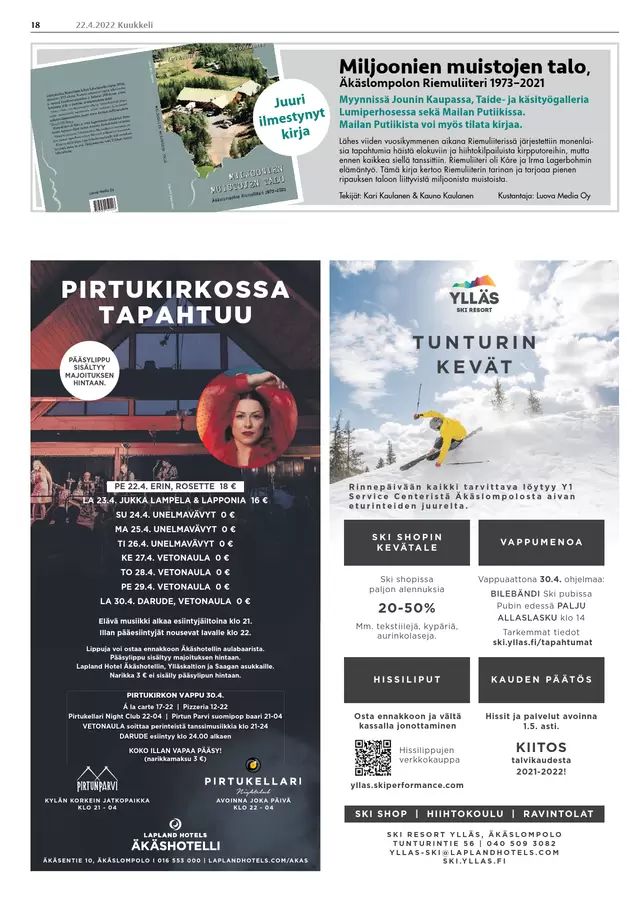 18
22.4.2022 Kuukkeli
MILJOONIEN
MUISTOJEN TALO
Äkäslompolon Riemuliiteri 1973–2021
Juuri
ilmestynyt
kirja
Miljoonien muistojen talo,
Äkäslompolon Riemuliiteri 1973–2021
Myynnissä Jounin Kaupassa, Taide- ja käsityögalleria
Lumiperhosessa sekä Mailan Putiikissa.
Mailan Putiikista voi myös tilata kirjaa.
Lähes viiden vuosikymmenen aikana Riemuliiterissä järjestettiin monenlai-
sia tapahtumia häistä elokuviin ja hiihtokilpailuista kirpputoreihin, mutta
ennen kaikkea siellä tanssittiin. Riemuliiteri oli Kåre ja Irma Lagerbohmin
elämäntyö. Tämä kirja kertoo Riemuliiterin tarinan ja tarjoaa pienen
ripauksen taloon liittyvistä miljoonista muistoista.
Tekijät: Kari Kaulanen & Kauno Kaulanen Kustantaja: Luova Media Oy
PIRTUKIRKOSSA
TAPAHTUU
PÄÄSYLIPPU
SISÄLTYY
MAJOITUKSEN
HINTAAN.
PE 22.4. ERIN, ROSETTE 18 €
LA 23.4. JUKKA LAMPELA & LAPPONIA 16 €
SU 24.4. UNELMAVÄVYT 0 €
MA 25.4. UNELMAVÄVYT 0 €
TI 26.4. UNELMAVÄVYT 0 €
KE 27.4. VETONAULA 0 €
TO 28.4. VETONAULA 0 €
PE 29.4. VETONAULA 0 €
LA 30.4. DARUDE, VETONAULA 0 €
Elävä musiikki alkaa esiintyjäiltoina klo 21.
Illan pääesiintyjät nousevat lavalle klo 22.
Lippuja voi ostaa ennakkoon Äkäshotellin aulabaarista.
Pääsylippu sisältyy majoituksen hintaan.
Lapland Hotel Äkäshotellin, Ylläskaltion ja Saagan asukkaille.
Narikka 3 € ei sisälly pääsylipun hintaan.
PIRTUKIRKON VAPPU 30.4.
Á la carte 17-22 | Pizzeria 12-22
Pirtukellari Night Club 22-04 | Pirtun Parvi suomipop baari 21-04
VETONAULA soittaa perinteistä tanssimusiikkia klo 21-24
DARUDE esiintyy klo 24.00 alkaen
KOKO ILLAN VAPAA PÄÄSY!
(narikkamaksu 3 €)
PIRTUNPARVI
KYLÄN KORKEIN JATKOPAIKKA
KLO 21 - 04
PIRTUKELLARI
Nightclub
AVOINNA JOKA PÄIVÄ
KLO 22 - 04
LAPLAND HOTELS
ÄKÄSHOTELLI
ÄKÄSENTIE 10, ÄKÄSLOMPOLO I 016 553 000 | LAPLANDHOTELS.COM/AKAS
YLLÄS
SKI RESORT
TUNTURIN
KEVÄT
Rinnepäivään kaikki tarvittava löytyy Y1
Service Centeristä Äkäslompolosta aivan
eturinteiden juurelta.
SKI SHOPIN
KEVÄTALE
Ski shopissa
paljon alennuksia
20-50%
Mm. tekstiilejä, kypäriä,
aurinkolaseja.
VAPPUMENOA
Vappuaattona 30.4. ohjelmaa:
BILEBÄNDI Ski pubissa
Pubin edessä PALJU
ALLASLASKU klo 14
Tarkemmat tiedot
ski.yllas.fi/tapahtumat
HISSILIPUT
Osta ennakkoon ja vältä
kassalla jonottaminen
Hissilippujen
verkkokauppa
yllas.skiperformance.com
KAUDEN PÄÄTÖS
Hissit ja palvelut avoinna
1.5. asti.
KIITOS
talvikaudesta
2021-2022!
SKI SHOP | HIIHTOKOULU | RAVINTOLAT
SKI RESORT YLLÄS, ÄKÄSLOMPOLO
TUNTURINTIE 56 | 040 509 3082
YLLAS-SKI@LAPLANDHOTELS.COM
SKI.YLLAS.FI